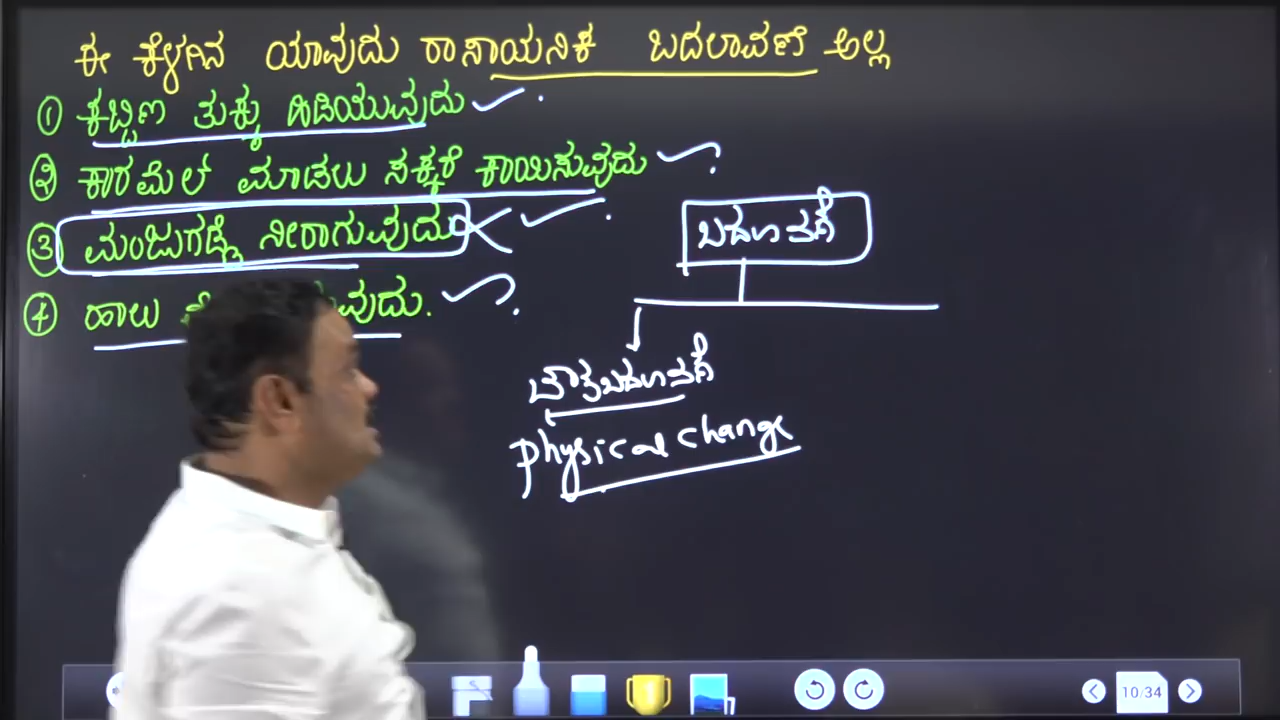 ಈ ಕೆಳಗಿನ ಯಾವುದು ರಾಸಾಯನಿಕ ಬದಲಾವಣೆ ಅಲ್ಲ
① ಕಬ್ಬಿಣ ತುಕ್ಕು ಹಿಡಿಯುವುದು
② ಕಾರಮೆಲ್ ಮಾಡಲು ಸಕ್ಕರೆ ಕಾಯಿಸುವುದು
③ ಮಂಜುಗಡ್ಡೆ ನೀರಾಗುವುದು
④ ಹಾಲು
ಬದಲಾವಣೆ
ಭೌತಬದಲಾವಣೆ
Physical change
10/34